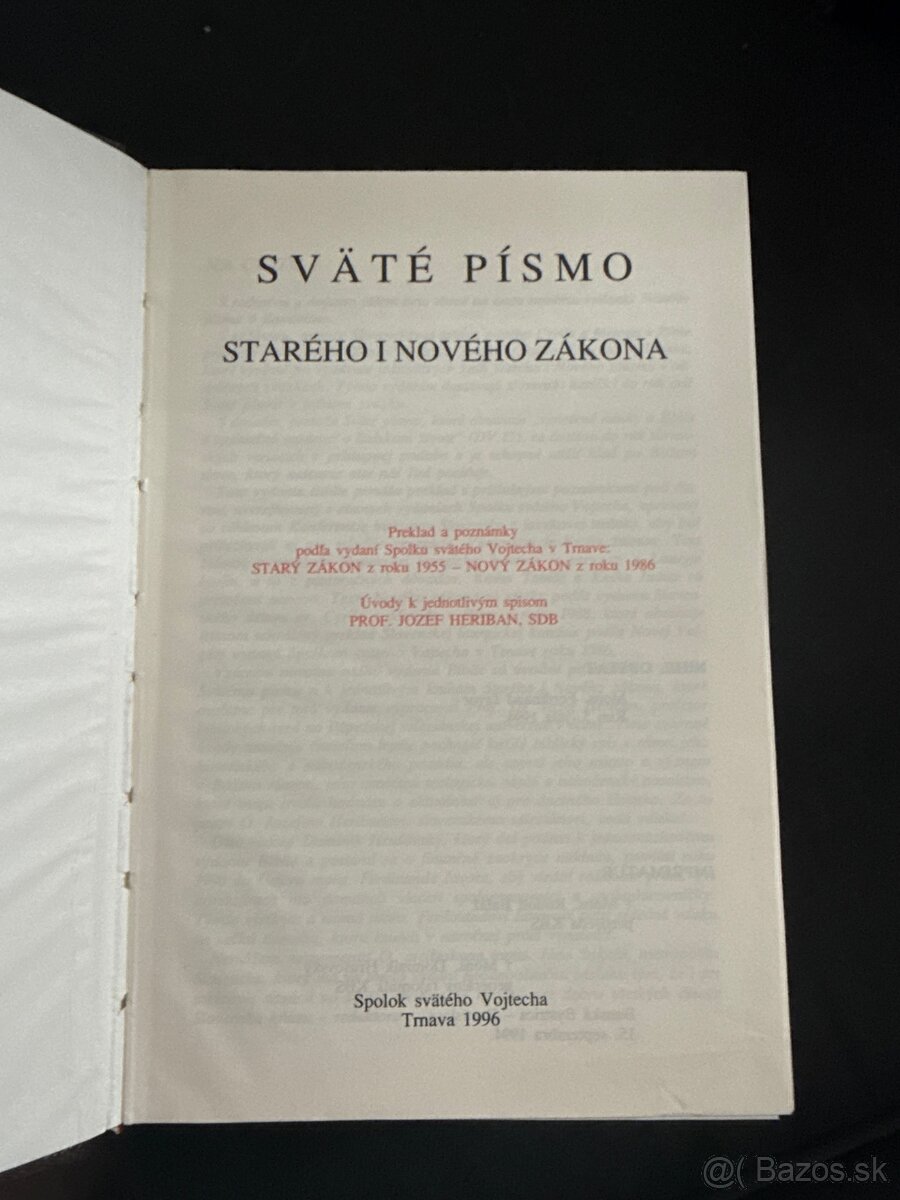 SVÄTÉ PÍSMO
STARÉHO I NOVÉHO ZÁKONA
Preklad a poznámky
podľa vydaní Spolku svätého Vojtecha v Trnave:
STARÝ ZÁKON z roku 1955 – NOVÝ ZÁKON z roku 1986
Úvody k jednotlivým spisom
PROF. JOZEF HERIBAN, SDB
Spolok svätého Vojtecha
Trnava 1996
@( Bazos.sk